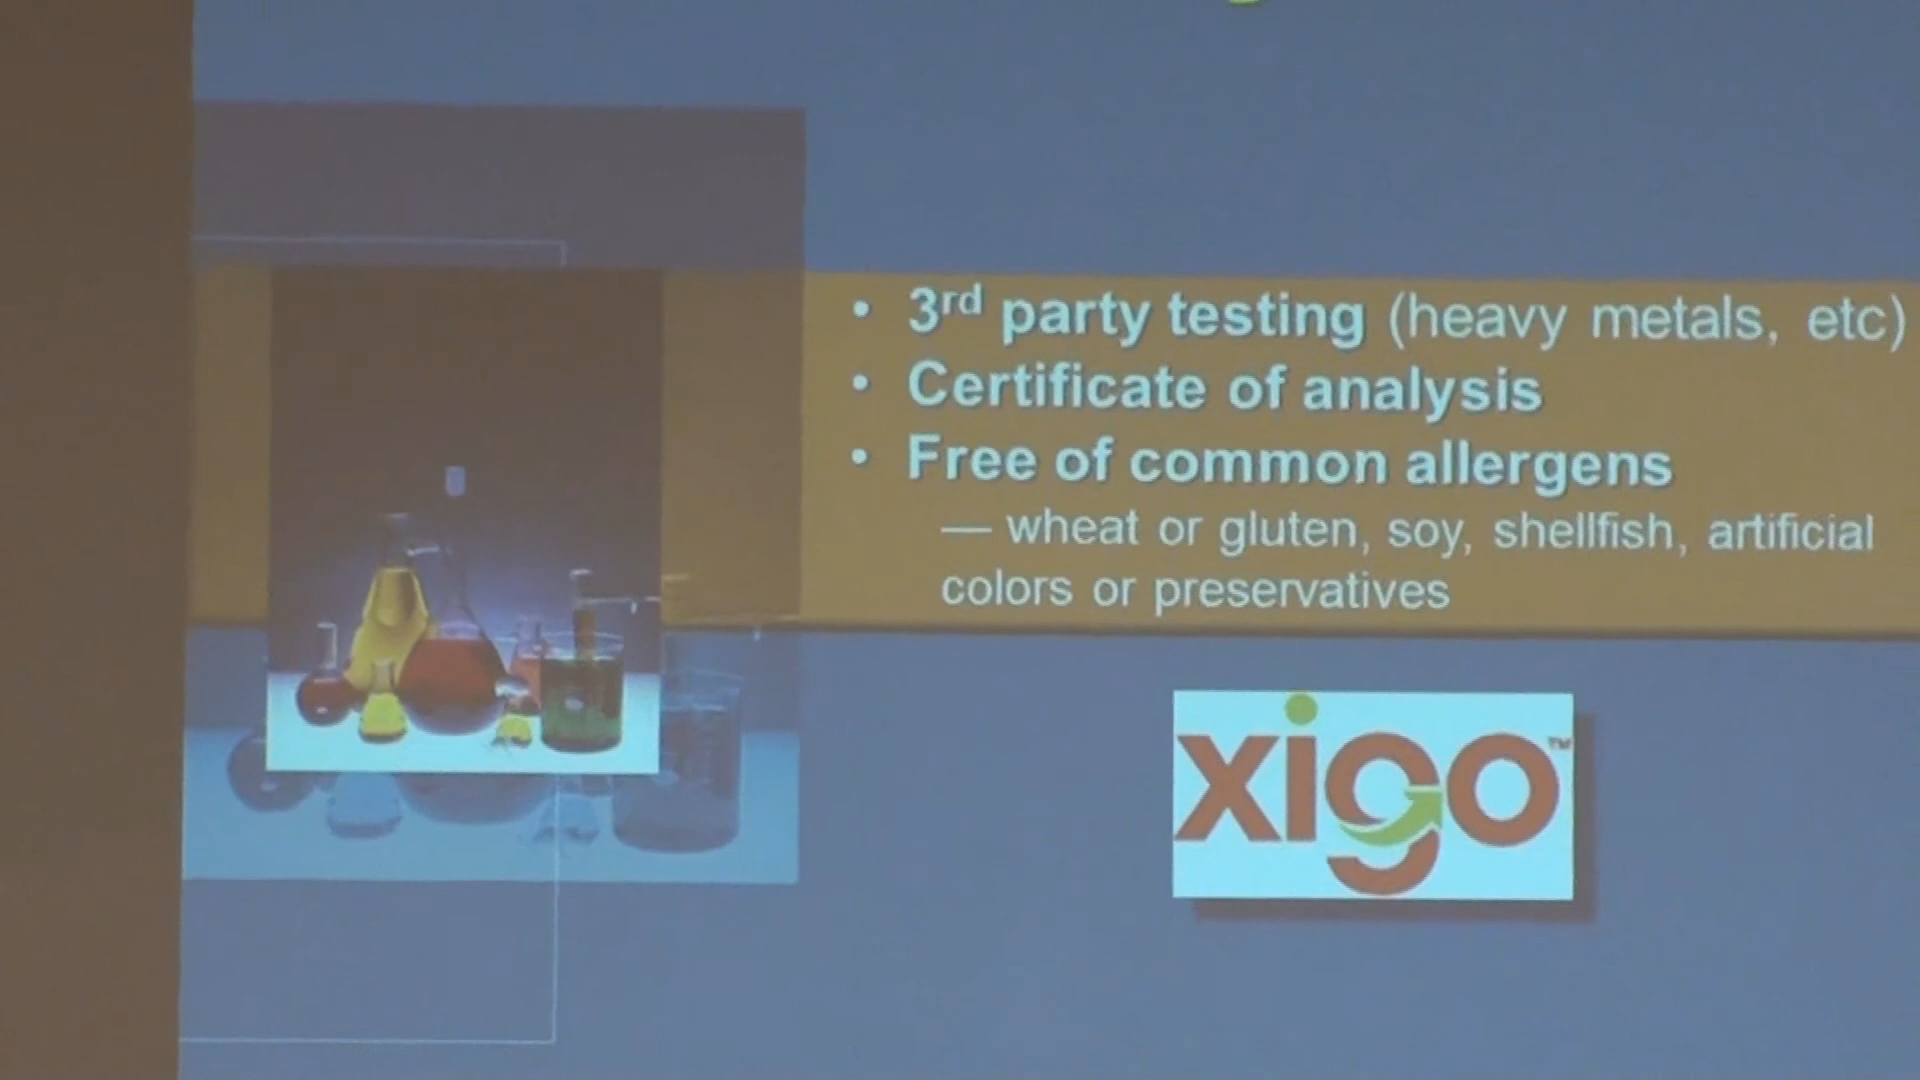 • 3rd party testing (heavy metals, etc)
• Certificate of analysis
• Free of common allergens
— wheat or gluten, soy, shellfish, artificial
colors or preservatives
xigo™